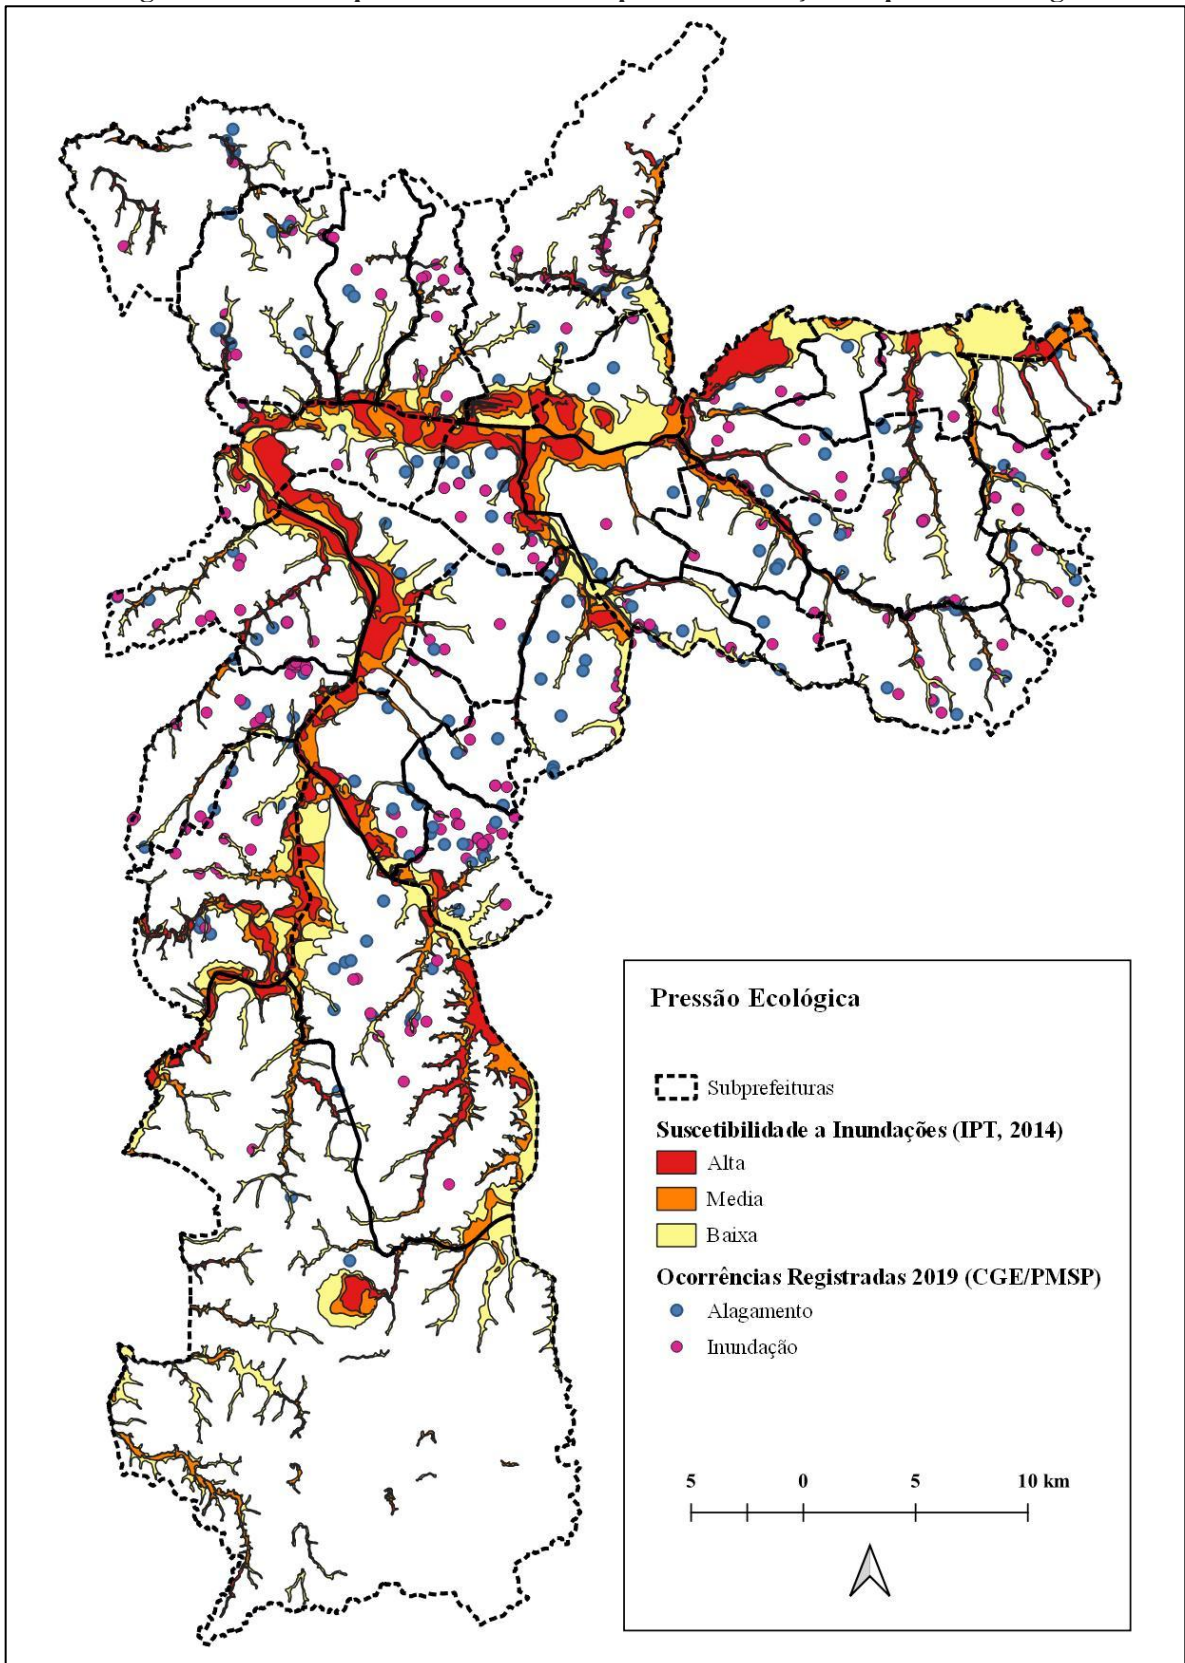 Pressão Ecológica
Subprefeituras
Suscetibilidade a Inundações (IPT, 2014)
Alta
Media
Baixa
Ocorrências Registradas 2019 (CGE/PMSP)
Alagamento
Inundação
5 0 5 10 km